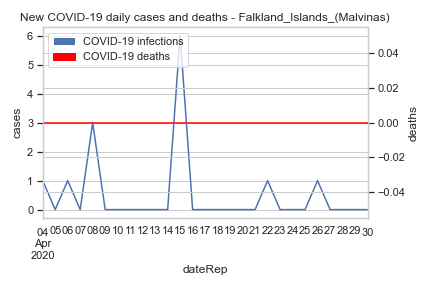 New COVID-19 daily cases and deaths - Falkland_Islands_(Malvinas)
COVID-19 infections
COVID-19 deaths
6
5
4
3
2
1
0
cases
0.04
0.02
0.00
−0.02
−0.04
deaths
04 05 06 07 08 09 10 11 12 13 14 15 16 17 18 19 20 21 22 23 24 25 26 27 28 29 30
Apr
2020
dateRep